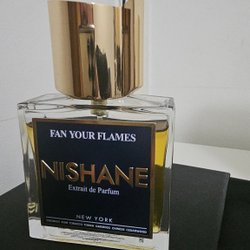 FAN YOUR FLAMES
NISHANE
Extrait de Parfum
NEW YORK